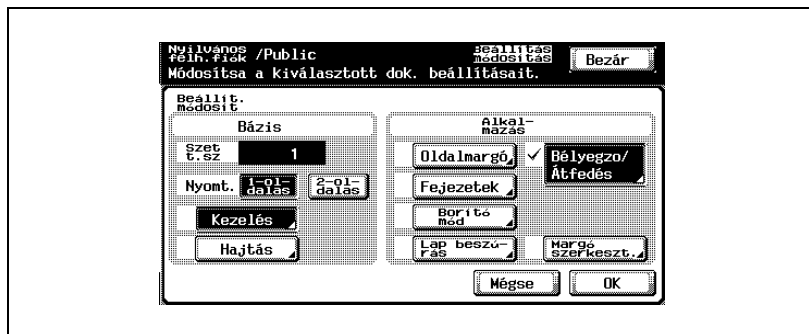 Nyilvános félh.fiók /Public
Beállítás módosítás
Bezár
Módosítsa a kiválasztott dok. beállításait.
Beállít. módosít
Bázis
Szet t.sz 1
Nyomt. 1-ol-dalas 2-ol-dalas
Kezelés
Hajtás
Alkal-mazás
Oldalmargó
✓ Bélyegzo/
Átfedés
Fejezetek
Borító mód
Lap beszú-rás
Margó szerkeszt.
Mégse
OK